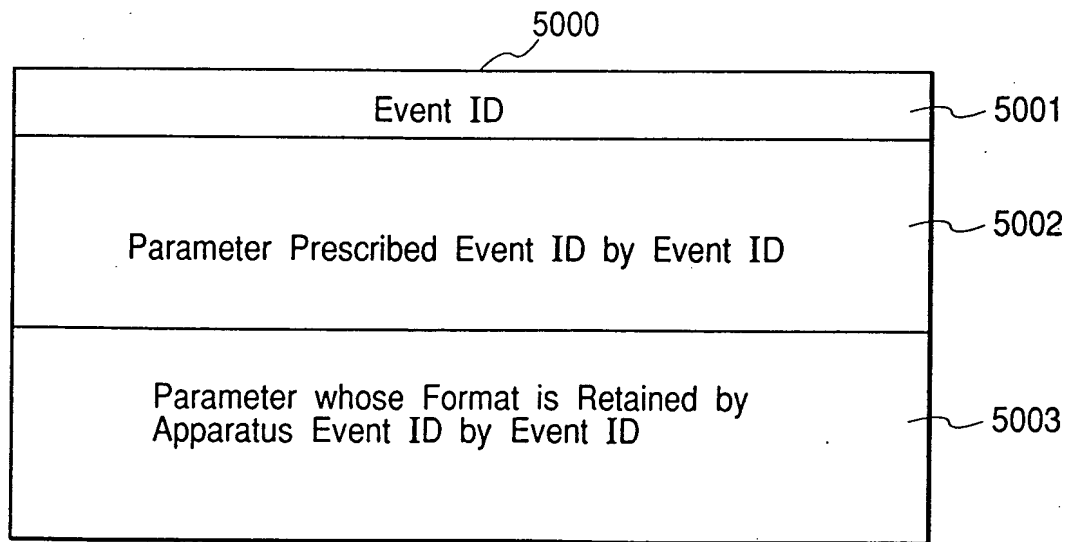 5000
Event ID
5001
Parameter Prescribed Event ID by Event ID
5002
Parameter whose Format is Retained by
Apparatus Event ID by Event ID
5003